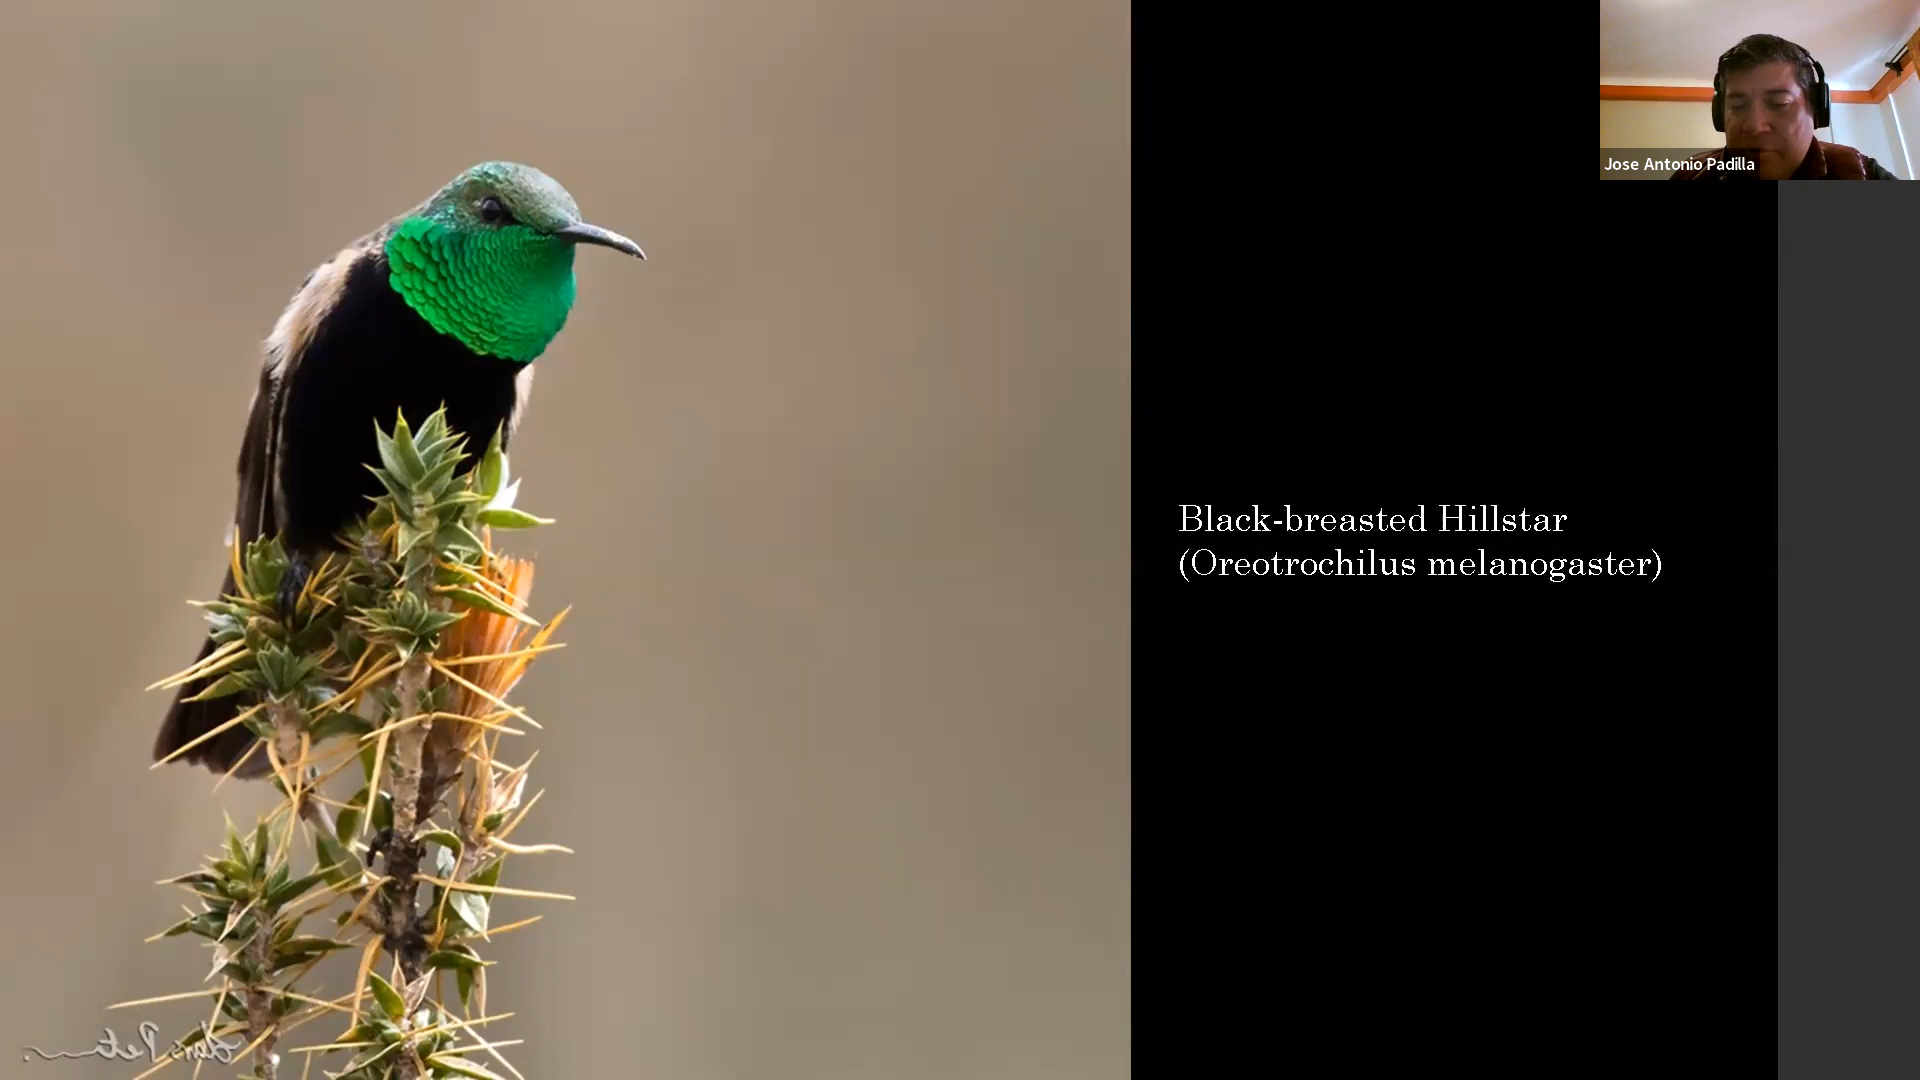 Jose Antonio Padilla
Black-breasted Hillstar
(Oreotrochilus melanogaster)